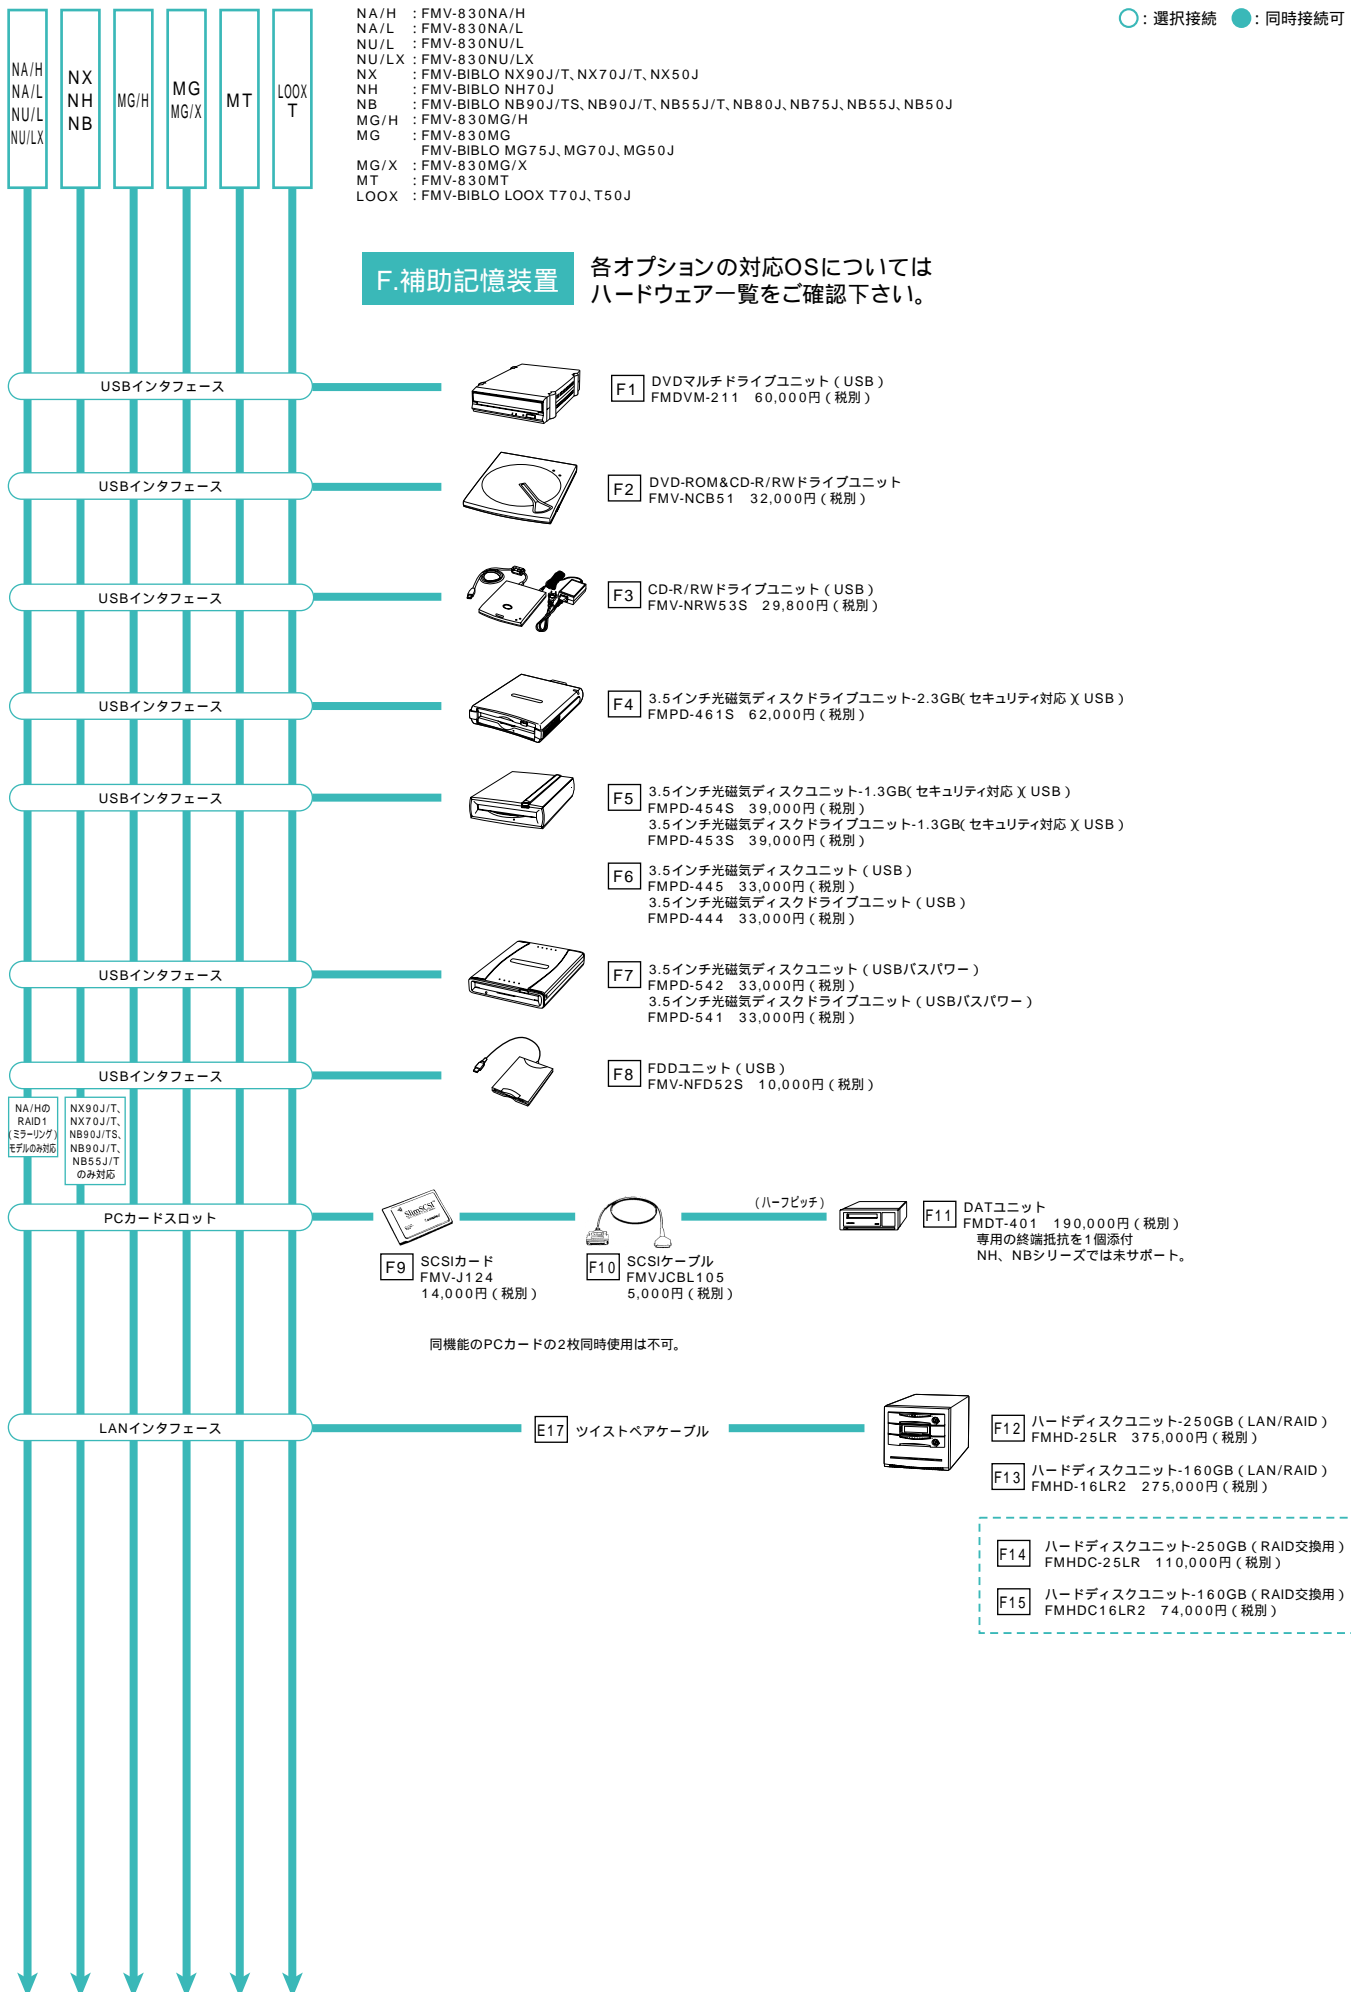 ○：選択接続　●：同時接続可
NA/H
NA/L
NU/L
NU/LX
NX
NH
NB
MG/H
MG
MG/X
MT
LOOX
T
NA/H ：FMV-830NA/H
NA/L ：FMV-830NA/L
NU/L ：FMV-830NU/L
NU/LX ：FMV-830NU/LX
NX ：FMV-BIBLO NX90J/T、NX70J/T、NX50J
NH ：FMV-BIBLO NH70J
NB ：FMV-BIBLO NB90J/TS、NB90J/T、NB55J/T、NB80J、NB75J、NB55J、NB50J
MG/H ：FMV-830MG/H
MG ：FMV-830MG
FMV-BIBLO MG75J、MG70J、MG50J
MG/X ：FMV-830MG/X
MT ：FMV-830MT
LOOX ：FMV-BIBLO LOOX T70J、T50J
F.補助記憶装置
各オプションの対応OSについては
ハードウェア一覧をご確認下さい。
USBインタフェース
F1 DVDマルチドライブユニット（USB）
FMDVM-211　60,000円（税別）
USBインタフェース
F2 DVD-ROM&CD-R/RWドライブユニット
FMV-NCB51　32,000円（税別）
USBインタフェース
F3 CD-R/RWドライブユニット（USB）
FMV-NRW53S　29,800円（税別）
USBインタフェース
F4 3.5インチ光磁気ディスクドライブユニット-2.3GB（セキュリティ対応）（USB）
FMPD-461S　62,000円（税別）
USBインタフェース
F5 3.5インチ光磁気ディスクユニット-1.3GB（セキュリティ対応）（USB）
FMPD-454S　39,000円（税別）
3.5インチ光磁気ディスクドライブユニット-1.3GB（セキュリティ対応）（USB）
FMPD-453S　39,000円（税別）
F6 3.5インチ光磁気ディスクユニット（USB）
FMPD-445　33,000円（税別）
3.5インチ光磁気ディスクドライブユニット（USB）
FMPD-444　33,000円（税別）
USBインタフェース
F7 3.5インチ光磁気ディスクユニット（USBバスパワー）
FMPD-542　33,000円（税別）
3.5インチ光磁気ディスクドライブユニット（USBバスパワー）
FMPD-541　33,000円（税別）
USBインタフェース
F8 FDDユニット（USB）
FMV-NFD52S　10,000円（税別）
NA/Hの
RAID1
（ミラーリング）
モデルのみ対応
NX90J/T、
NX70J/T、
NB90J/TS、
NB90J/T、
NB55J/T
のみ対応
PCカードスロット
SlimSCSI
（ハーフピッチ）
F9 SCSIカード
FMV-J124
14,000円（税別）
F10 SCSIケーブル
FMVJCBL105
5,000円（税別）
F11 DATユニット
FMDT-401　190,000円（税別）
専用の終端抵抗を1個添付
NH、NBシリーズでは未サポート。
同機能のPCカードの2枚同時使用は不可。
LANインタフェース
E17 ツイストペアケーブル
F12 ハードディスクユニット-250GB（LAN/RAID）
FMHD-25LR　375,000円（税別）
F13 ハードディスクユニット-160GB（LAN/RAID）
FMHD-16LR2　275,000円（税別）
F14 ハードディスクユニット-250GB（RAID交換用）
FMHDC-25LR　110,000円（税別）
F15 ハードディスクユニット-160GB（RAID交換用）
FMHDC16LR2　74,000円（税別）